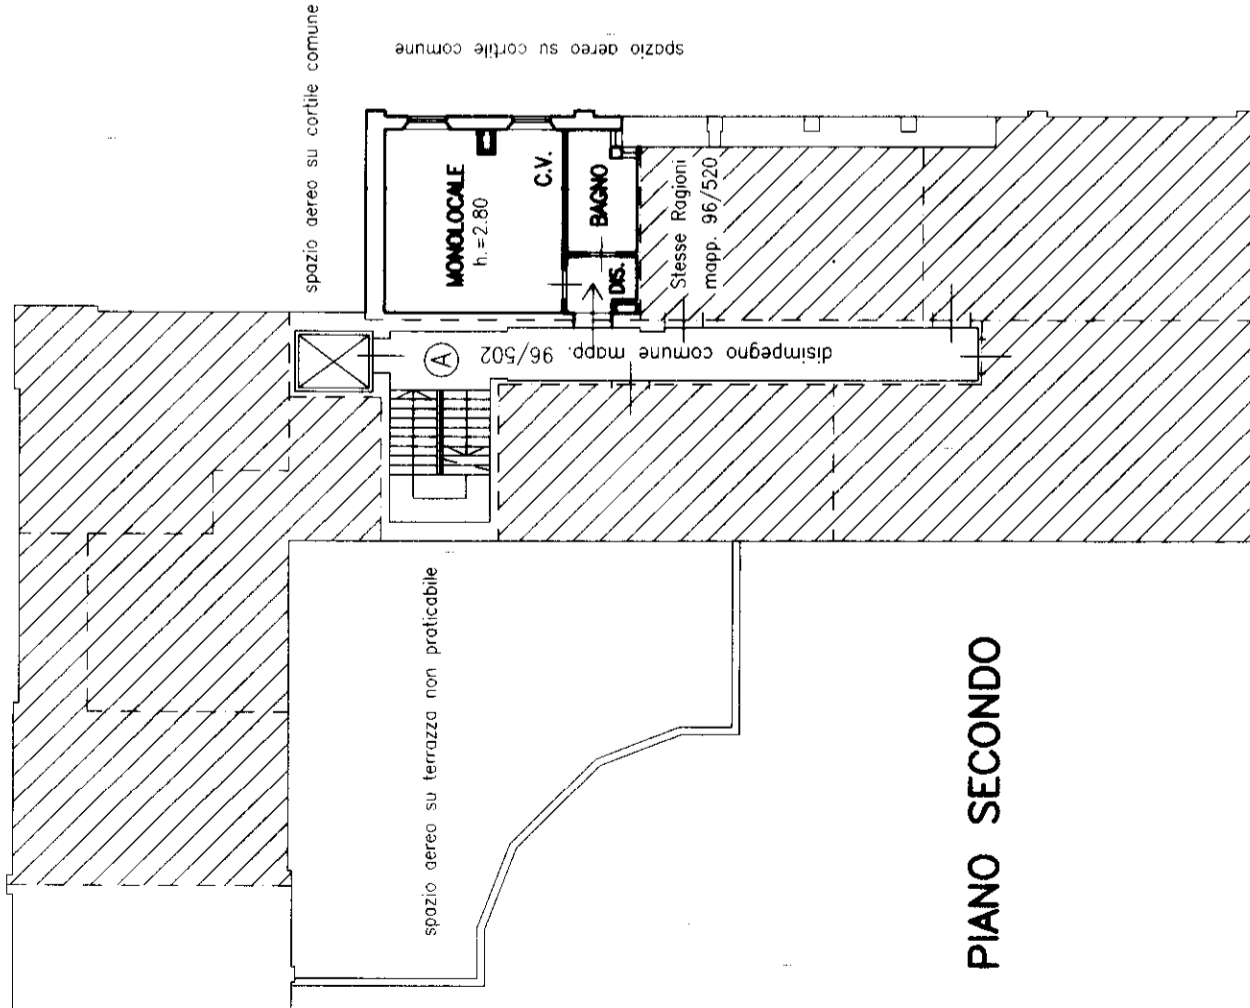 spazio aereo su cortile comune
spazio aereo su cortile comune
MONOLOCALE
h.=2.80
C.V.
BAGNO
DIS.
Stesse Ragioni
mapp. 96/520
A
disimpegno comune mapp. 96/502
spazio aereo su terrazza non praticabile
PIANO SECONDO